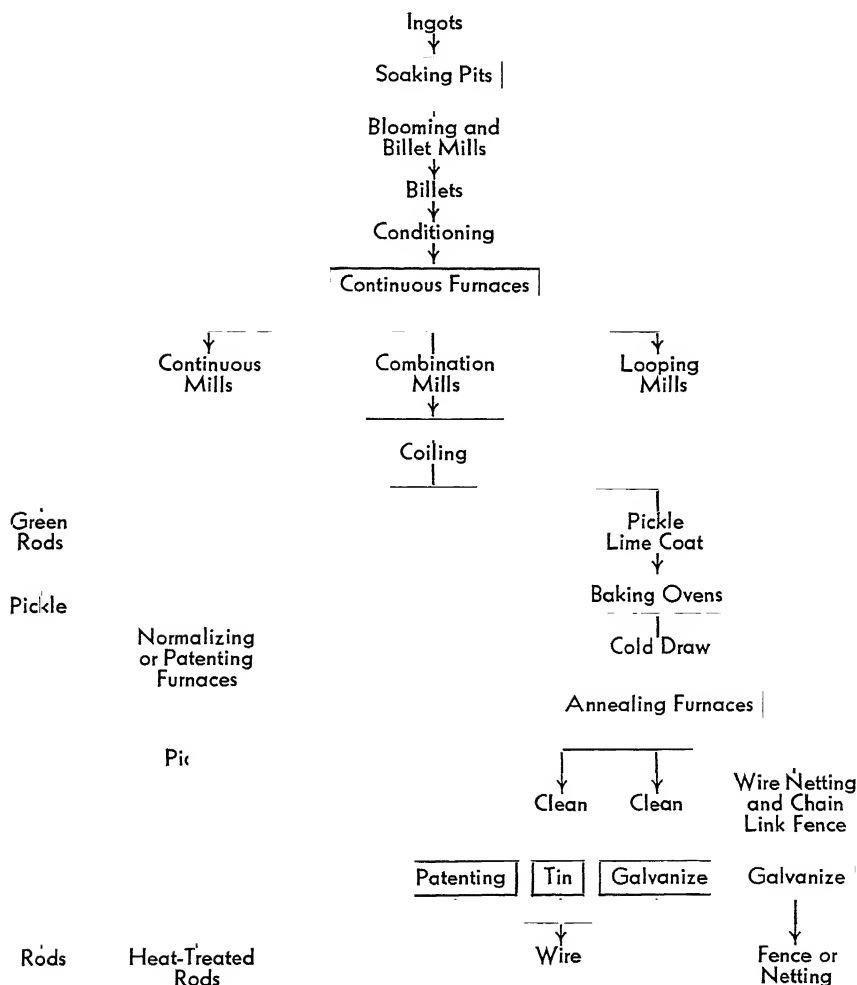 Ingots
Soaking Pits
Blooming and
Billet Mills
Billets
Conditioning
Continuous Furnaces
Continuous
Mills
Combination
Mills
Looping
Mills
Coiling
Green
Rods
Pickle
Lime Coat
Pickle
Baking Ovens
Normalizing
or Patenting
Furnaces
Cold Draw
Annealing Furnaces
Clean
Clean
Wire Netting
and Chain
Link Fence
Patenting
Tin
Galvanize
Galvanize
Rods
Heat-Treated
Rods
Wire
Fence or
Netting